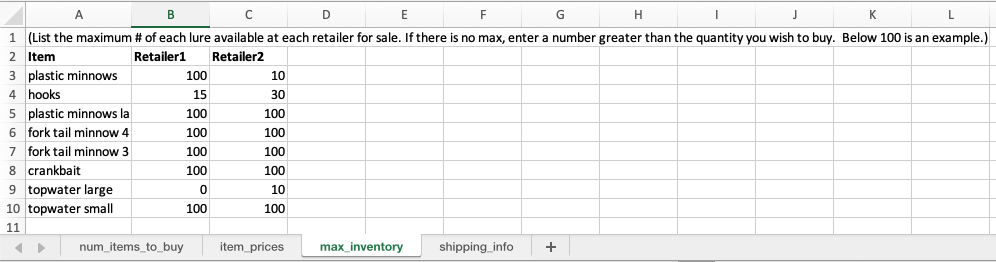 A B C D E F G H I J K L
1 (List the maximum # of each lure available at each retailer for sale. If there is no max, enter a number greater than the quantity you wish to buy.  Below 100 is an example.)
2 Item Retailer1 Retailer2
3 plastic minnows 100 10
4 hooks 15 30
5 plastic minnows la 100 100
6 fork tail minnow 4 100 100
7 fork tail minnow 3 100 100
8 crankbait 100 100
9 topwater large 0 10
10 topwater small 100 100
11
num_items_to_buy item_prices max_inventory shipping_info +